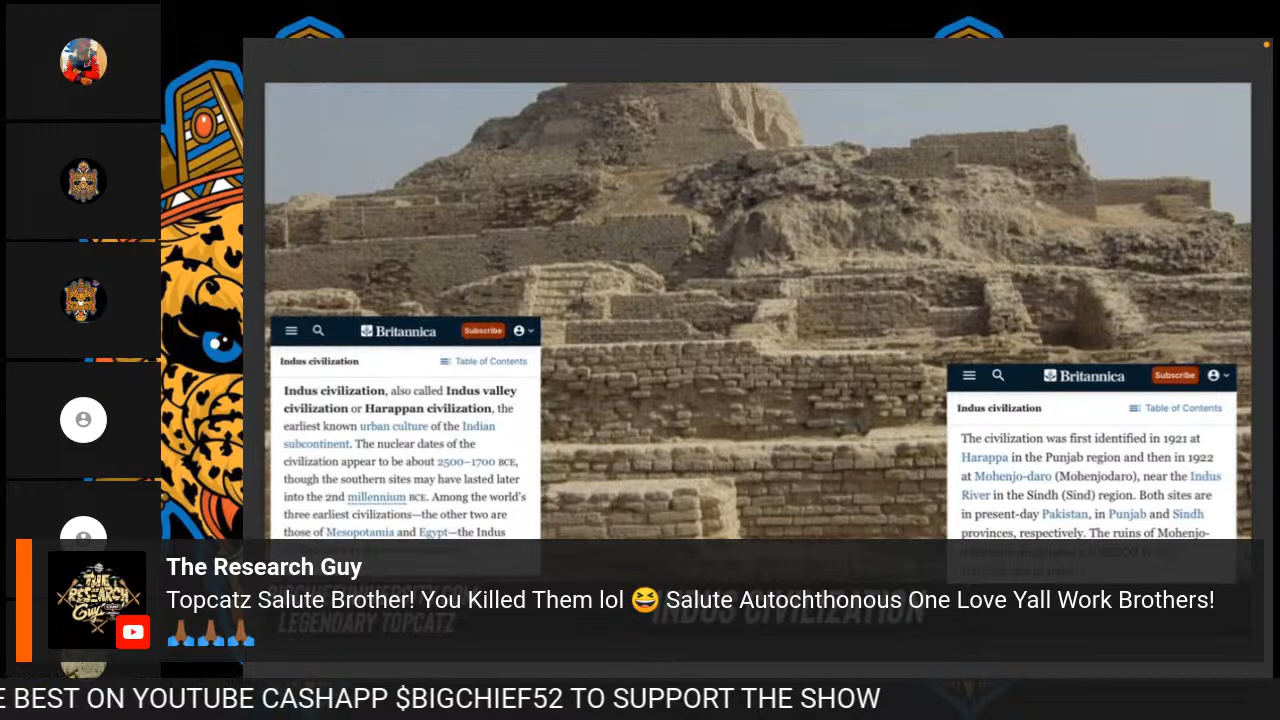 Britannica
Subscribe
Indus civilization
Table of Contents
Indus civilization, also called Indus valley
civilization or Harappan civilization, the
earliest known urban culture of the Indian
subcontinent. The nuclear dates of the
civilization appear to be about 2500–1700 BCE,
though the southern sites may have lasted later
into the 2nd millennium BCE. Among the world's
three earliest civilizations—the other two are
those of Mesopotamia and Egypt—the Indus
Britannica
Subscribe
Indus civilization
Table of Contents
The civilization was first identified in 1921 at
Harappa in the Punjab region and then in 1922
at Mohenjo-daro (Mohenjodaro), near the Indus
River in the Sindh (Sind) region. Both sites are
in present-day Pakistan, in Punjab and Sindh
provinces, respectively. The ruins of Mohenjo-
LEGENDARY TOPCATZ
INDUS CIVILIZATION
THE RESEARCH Guy
The Research Guy
Topcatz Salute Brother! You Killed Them lol 😆 Salute Autochthonous One Love Yall Work Brothers!
🙏🏾🙏🏾🙏🏾
E BEST ON YOUTUBE CASHAPP $BIGCHIEF52 TO SUPPORT THE SHOW